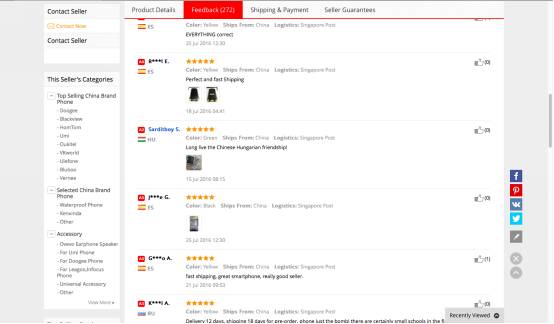 Contact Seller
Contact Now
Contact Seller
This Seller's Categories
Top Selling China Brand
Phone
- Doogee
- Blackview
- HomTom
- Umi
- Oukitel
- VKworld
- Ulefone
- Bluboo
- Vernee
Selected China Brand
Phone
- Waterproof Phone
- Kenxinda
- Other
Accessory
- Ovevo Earphone Speaker
- For Umi Phone
- For Doogee Phone
- For Leagoo,Infocus
Phone
- Universal Accessory
- Other
View More
Product Details
Feedback (272)
Shipping & Payment
Seller Guarantees
ES
Color: Yellow Ships From: China Logistics: Singapore Post
EVERYTHING correct
25 Jul 2016 12:30
R***l E.
ES
Color: Yellow Ships From: China Logistics: Singapore Post
Perfect and fast Shipping
18 Jul 2016 04:41
(0)
Sarditboy S.
HU
Color: Green Ships From: China Logistics: Singapore Post
Long live the Chinese Hungarian friendship!
15 Jul 2016 08:15
(0)
J***e G.
ES
Color: Black Ships From: China Logistics: Singapore Post
25 Jul 2016 12:30
(0)
G***o A.
ES
Color: Yellow Ships From: China Logistics: Singapore Post
fast shipping, great smartphone, really good seller.
21 Jul 2016 09:53
(1)
K***l A.
RU
Color: Yellow Ships From: China Logistics: Singapore Post
Delivery 12 days, shipping 18 days for pre-order. phone just the bomb! there are certainly small schools in the f
(0)
Recently Viewed